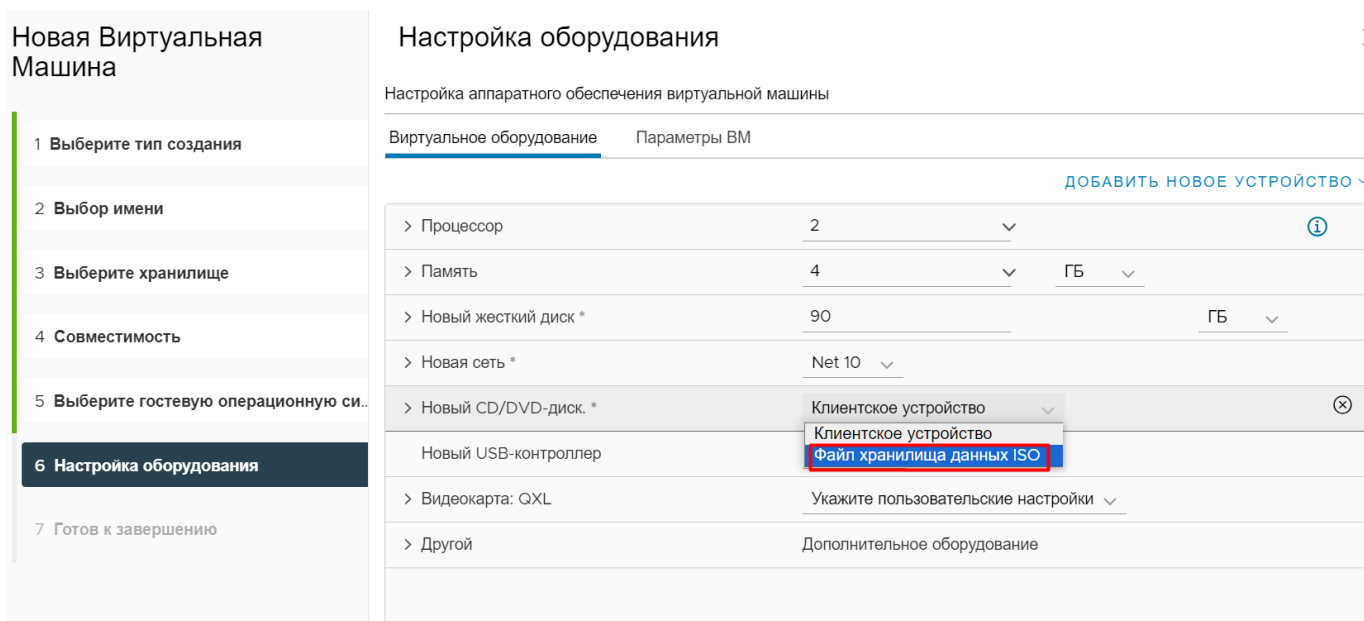 Новая Виртуальная
Машина
1 Выберите тип создания
2 Выбор имени
3 Выберите хранилище
4 Совместимость
5 Выберите гостевую операционную си..
6 Настройка оборудования
7 Готов к завершению
Настройка оборудования
Настройка аппаратного обеспечения виртуальной машины
Виртуальное оборудование Параметры ВМ
ДОБАВИТЬ НОВОЕ УСТРОЙСТВО
Процессор 2
Память 4 ГБ
Новый жесткий диск * 90 ГБ
Новая сеть * Net 10
Новый CD/DVD-диск. * Клиентское устройство
Клиентское устройство
Новый USB-контроллер Файл хранилища данных ISO
Видеокарта: QXL Укажите пользовательские настройки
Другой Дополнительное оборудование